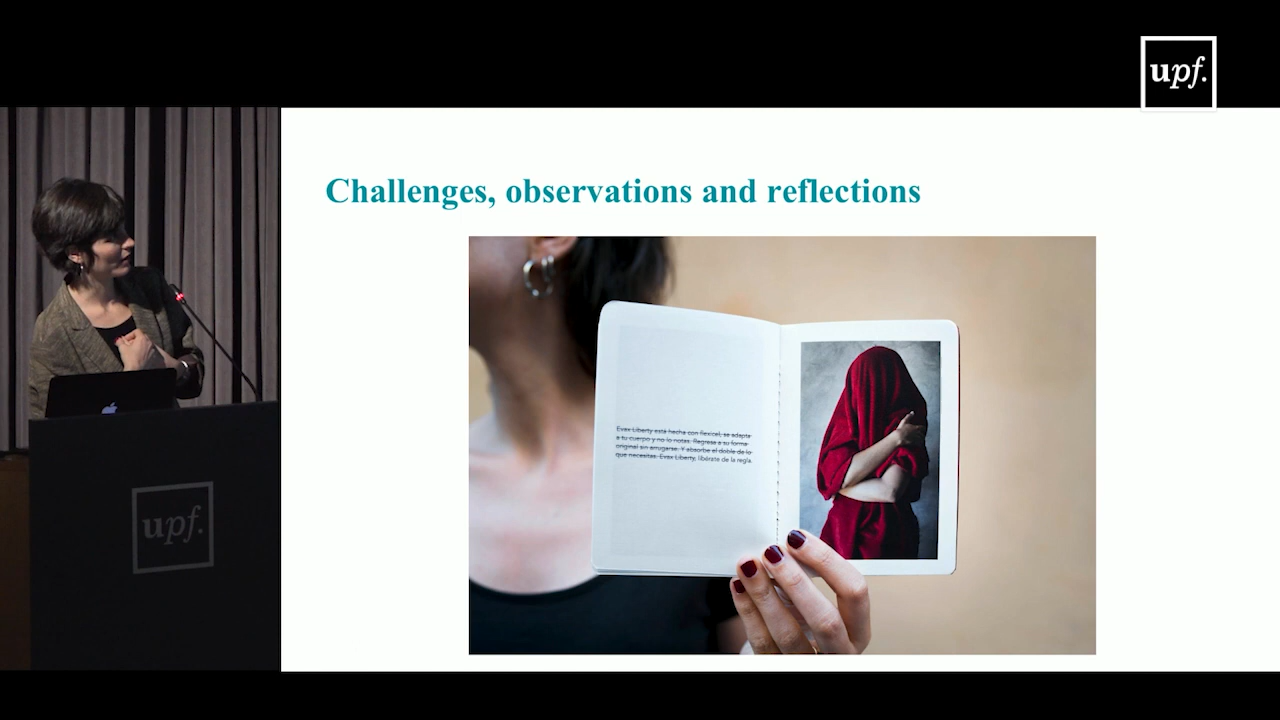 upf.
Challenges, observations and reflections
Evax Liberty está hecha con flexicel, se adapta
a tu cuerpo y no lo notas. Regrese a su forma
original sin arrugarse. Y absorbe el doble de lo
que necesitas. Evax Liberty, libérate de la regla.
upf.